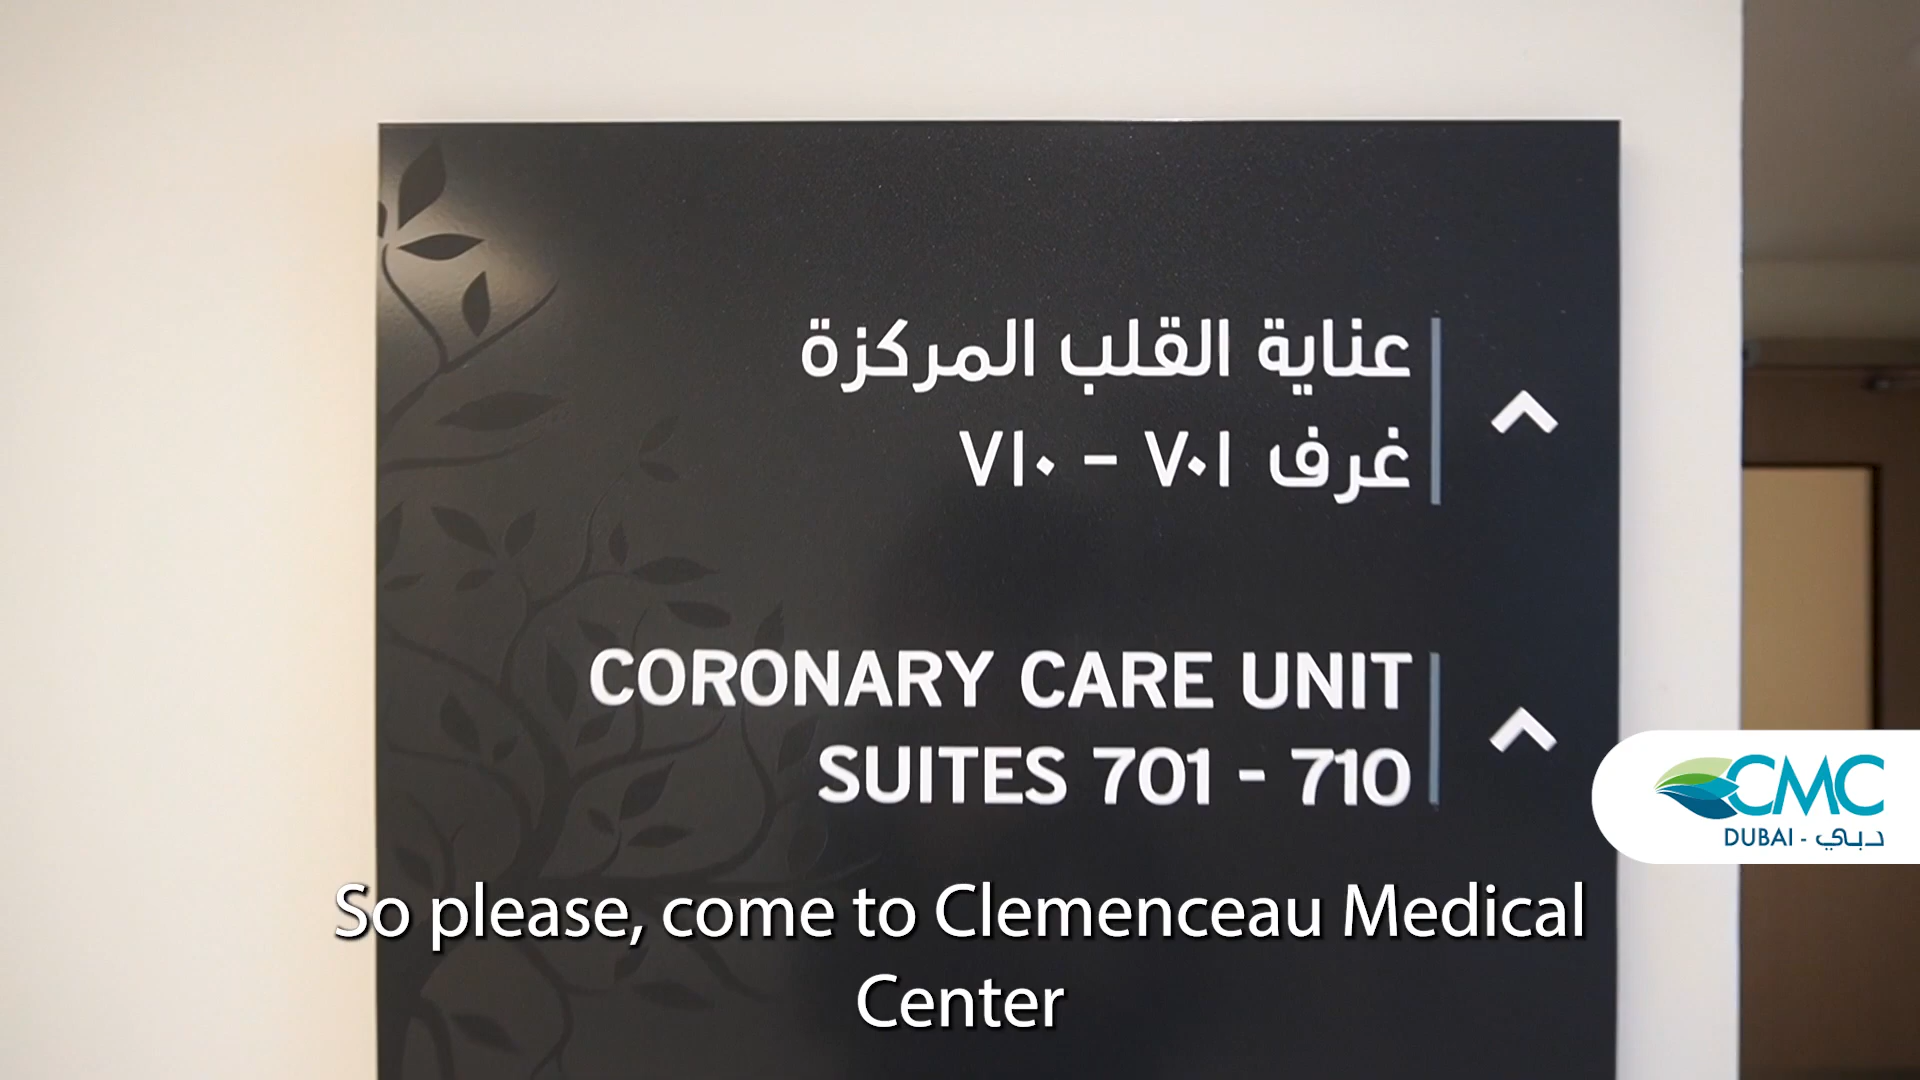 عناية القلب المركزة
غرف ٧٠١ - ٧١٠
CORONARY CARE UNIT
SUITES 701 - 710
CMC
DUBAI - دبي
So please, come to Clemenceau Medical
Center